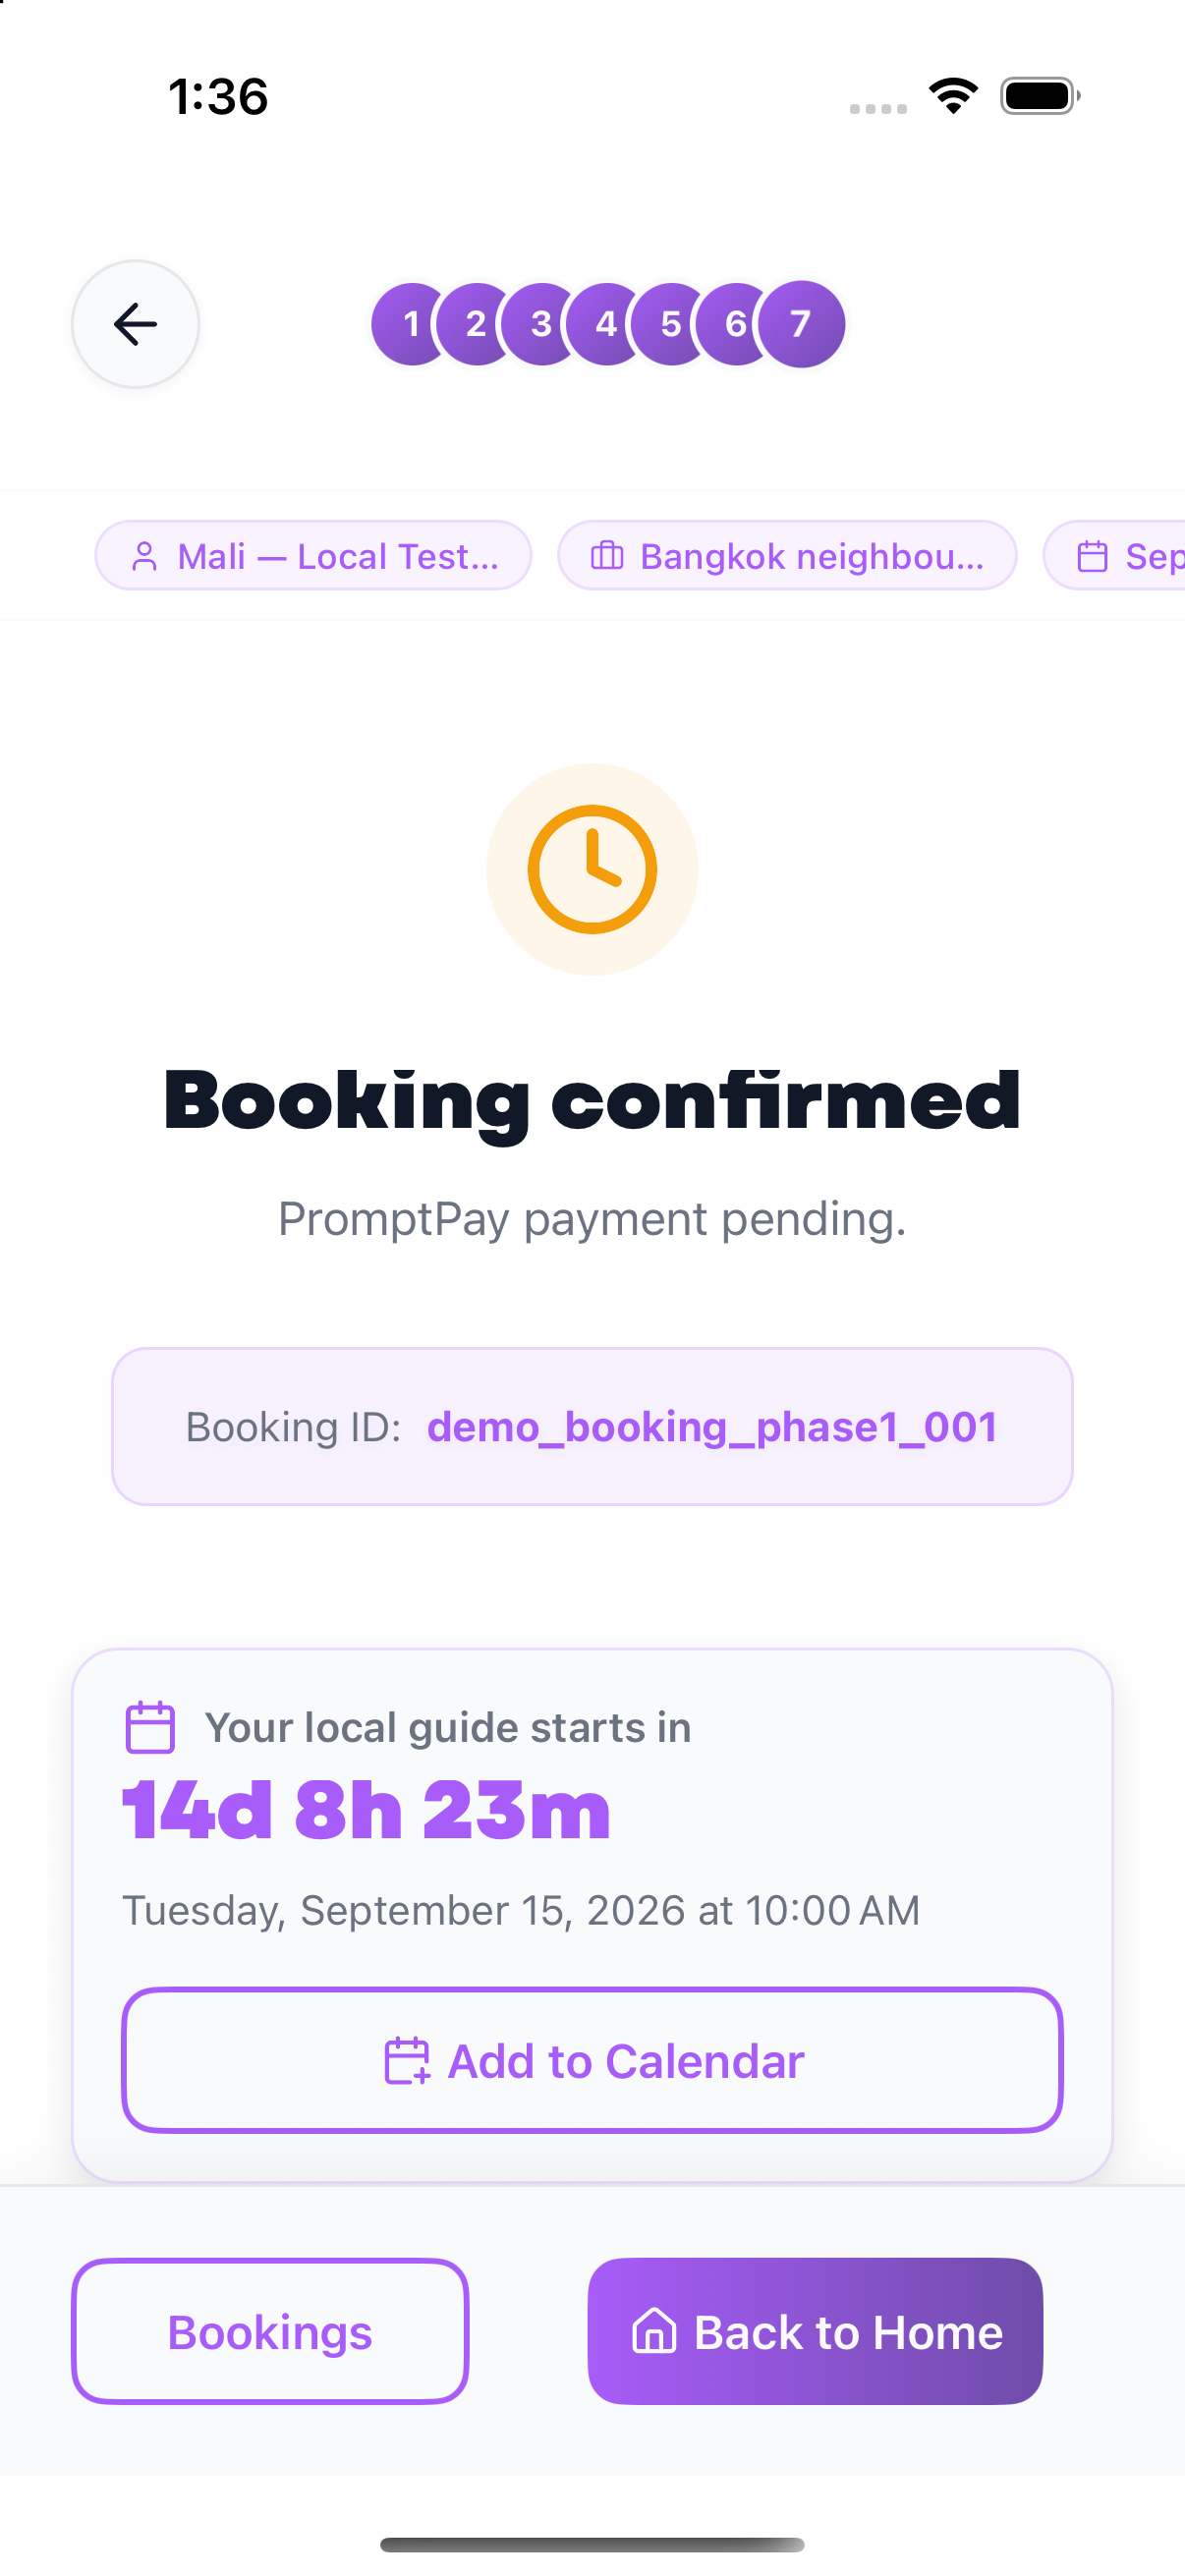 1:36
1 2 3 4 5 6 7
Mali — Local Test... Bangkok neighbou... Sep
Booking confirmed
PromptPay payment pending.
Booking ID: demo_booking_phase1_001
Your local guide starts in
14d 8h 23m
Tuesday, September 15, 2026 at 10:00 AM
Add to Calendar
Bookings Back to Home